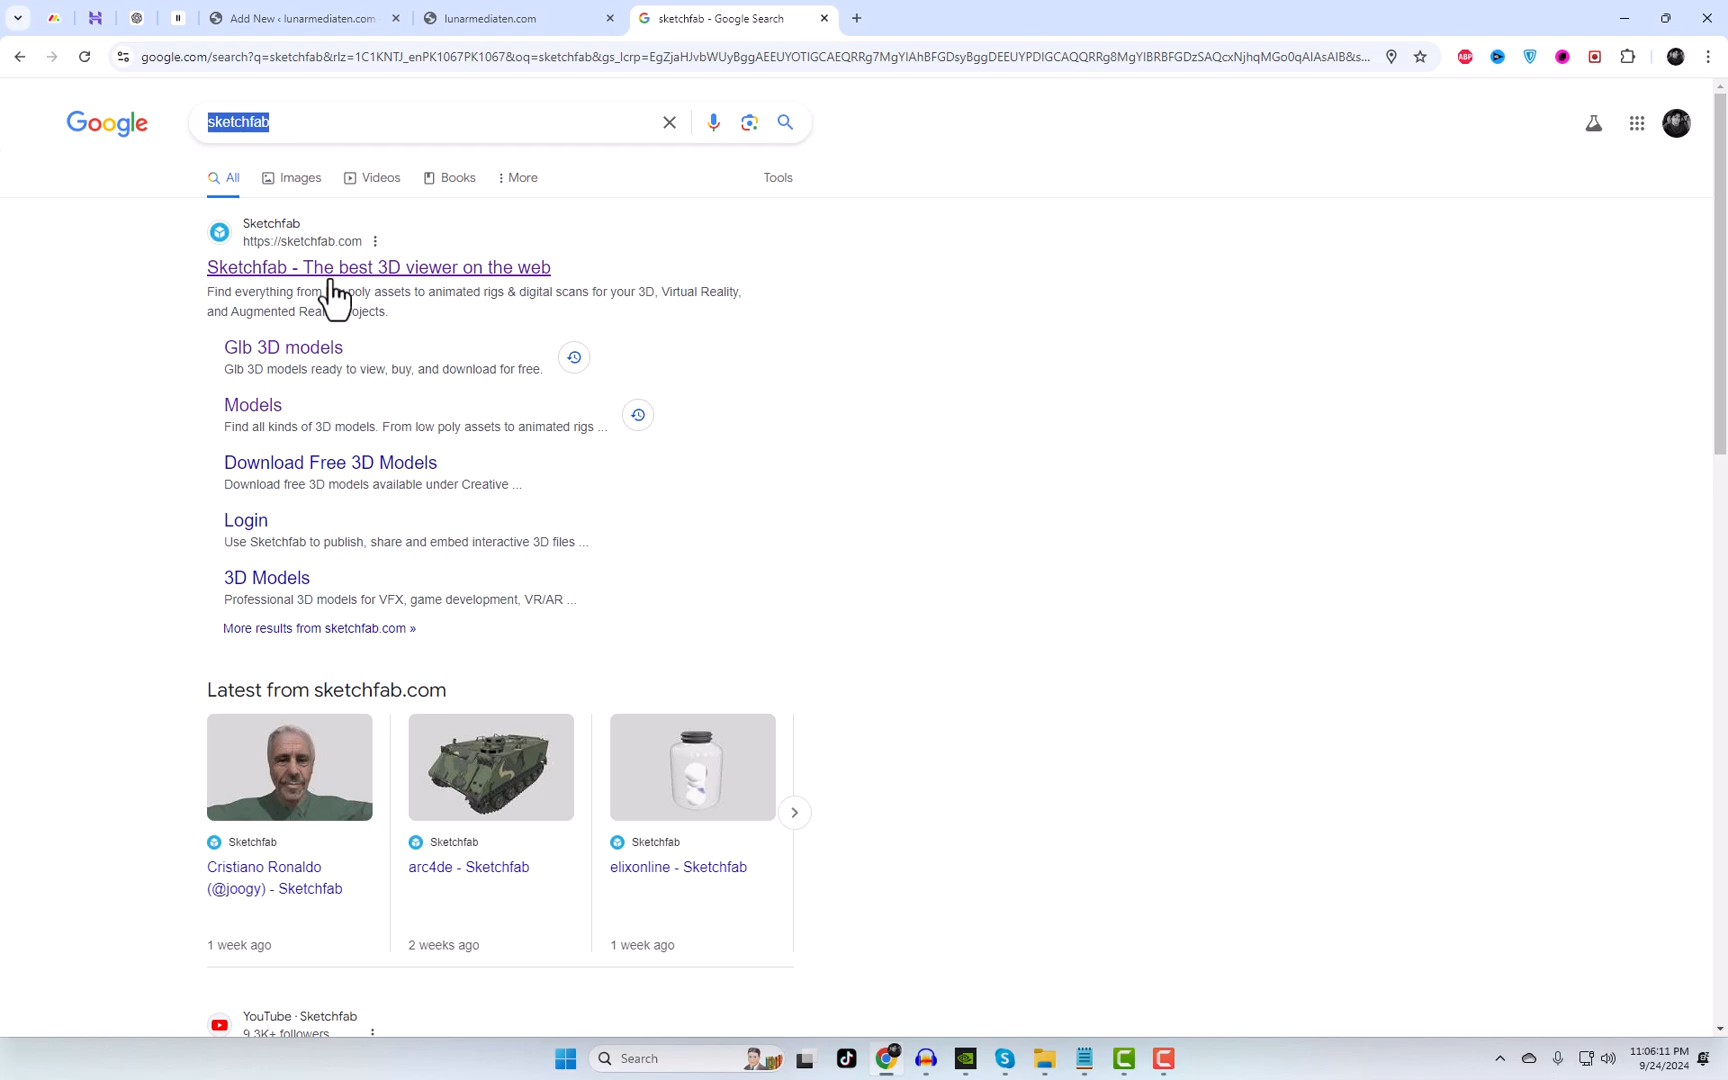 Add New ‹ lunarmediaten.com
lunarmediaten.com
sketchfab - Google Search
google.com/search?q=sketchfab&rlz=1C1KNTJ_enPK1067PK1067&oq=sketchfab&gs_lcrp=EgZjaHJvbWUyBggAEEUYOTIGCAEQRRg7MgYIAhBFGDsyBggDEEUYPDIGCAQQRRg8MgYIBRBFGDzSAQcxNjhqMGo0qAIAsAIB&s...
ABP
Google
sketchfab
All
Images
Videos
Books
More
Tools
Sketchfab
https://sketchfab.com
Sketchfab - The best 3D viewer on the web
Find everything from poly assets to animated rigs & digital scans for your 3D, Virtual Reality,
and Augmented Rea ojects.
Glb 3D models
Glb 3D models ready to view, buy, and download for free.
Models
Find all kinds of 3D models. From low poly assets to animated rigs ...
Download Free 3D Models
Download free 3D models available under Creative ...
Login
Use Sketchfab to publish, share and embed interactive 3D files ...
3D Models
Professional 3D models for VFX, game development, VR/AR ...
More results from sketchfab.com »
Latest from sketchfab.com
Sketchfab
Cristiano Ronaldo
(@joogy) - Sketchfab
1 week ago
Sketchfab
arc4de - Sketchfab
2 weeks ago
Sketchfab
elixonline - Sketchfab
1 week ago
YouTube · Sketchfab
9.3K+ followers
Search
11:06:11 PM
9/24/2024